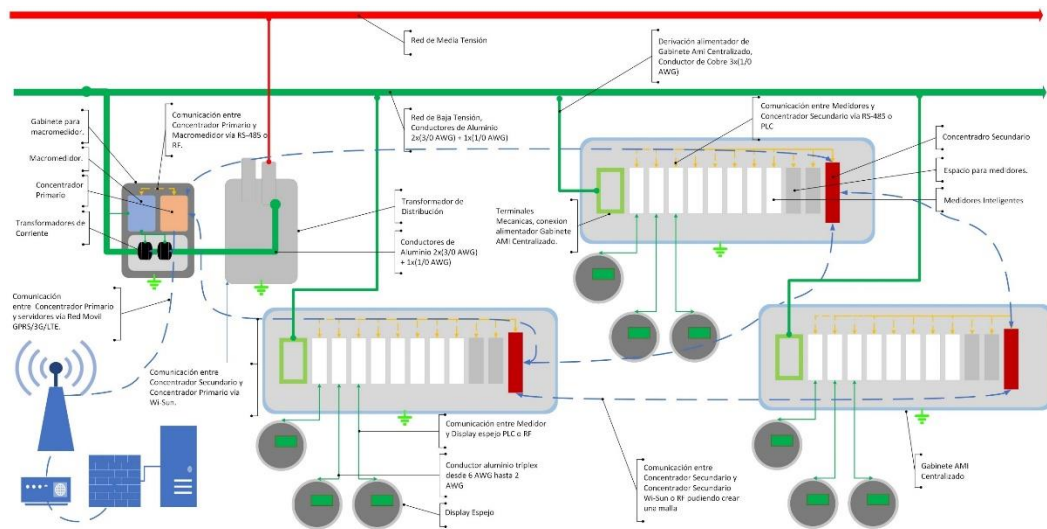 Red de Media Tensión
Derivación alimentador de
Gabinete Ami Centralizado,
Conductor de Cobre 3x(1/0
AWG)
Gabinete para
macromedidor.
Comunicación entre
Concentrador Primario
y Macromedidor vía RS-485 o
RF.
Red de Baja Tensión,
Conductores de Aluminio
2x(3/0 AWG) + 1x(1/0 AWG)
Comunicación entre Medidores y
Concentrador Secundario vía RS-485 o
PLC
Concentradro Secundario
Macromedidor.
Espacio para medidores.
Concentrador
Primario
Medidores Inteligentes
Transformador de
Distribución
Transformadores de
Corriente
Terminales
Mecanicas, conexion
alimentador Gabinete
AMI Centralizado.
Conductores de
Aluminio 2x(3/0 AWG)
+ 1x(1/0 AWG)
Comunicación
entre Concentrador Primario
y servidores vía Red Movil
GPRS/3G/LTE.
Comunicación entre
Concentrador Secundario y
Concentrador Primario vía
Wi-Sun.
Comunicación entre Medidor
y Display espejo PLC o RF
Conductor aluminio triplex
desde 6 AWG hasta 2
AWG
Display Espejo
Comunicación entre
Concentrador Secundario y
Concentrador Secundario
Wi-Sun o RF pudiendo crear
una malla
Gabinete AMI
Centralizado